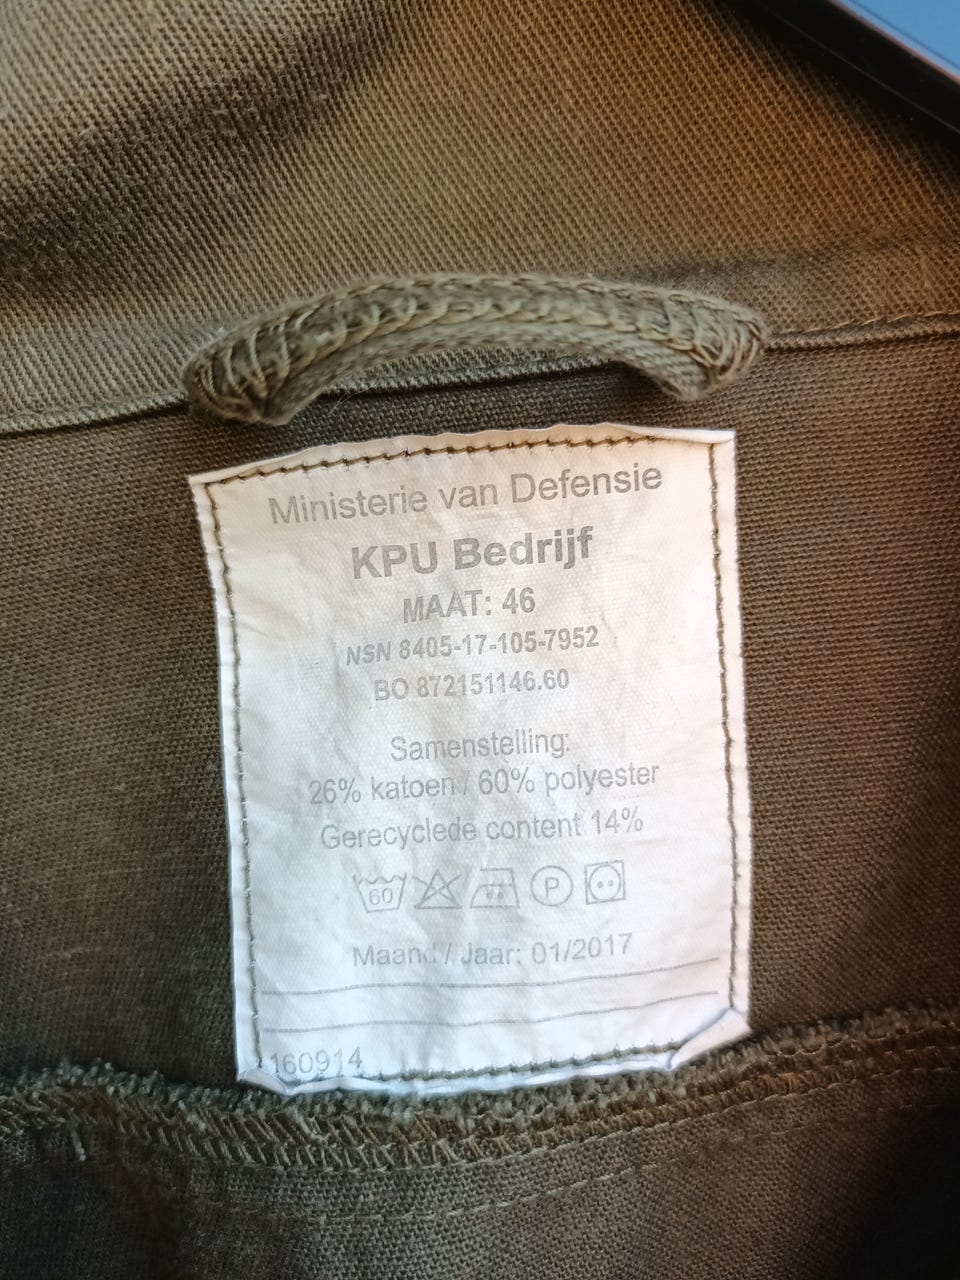 Ministerie van Defensie
KPU Bedrijf
MAAT: 46
NSN 8405-17-105-7952
BO 872151146.60
Samenstelling:
26% katoen / 60% polyester
Gerecyclede content 14%
60 P
Maand / Jaar: 01/2017
160914